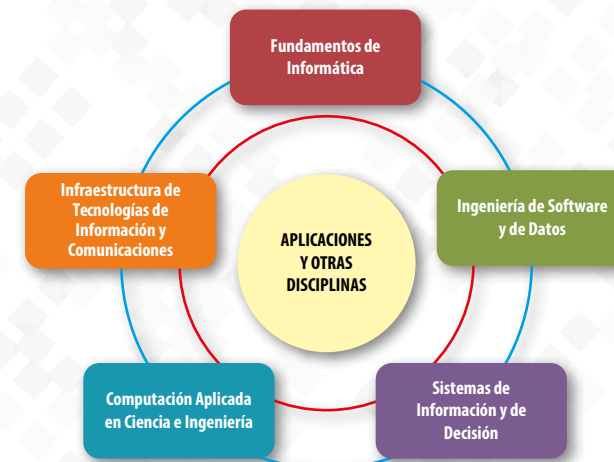 Fundamentos de
Informática
Infraestructura de
Tecnologías de
Información y
Comunicaciones
Ingeniería de Software
y de Datos
APLICACIONES
Y OTRAS
DISCIPLINAS
Computación Aplicada
en Ciencia e Ingeniería
Sistemas de
Información y de
Decisión